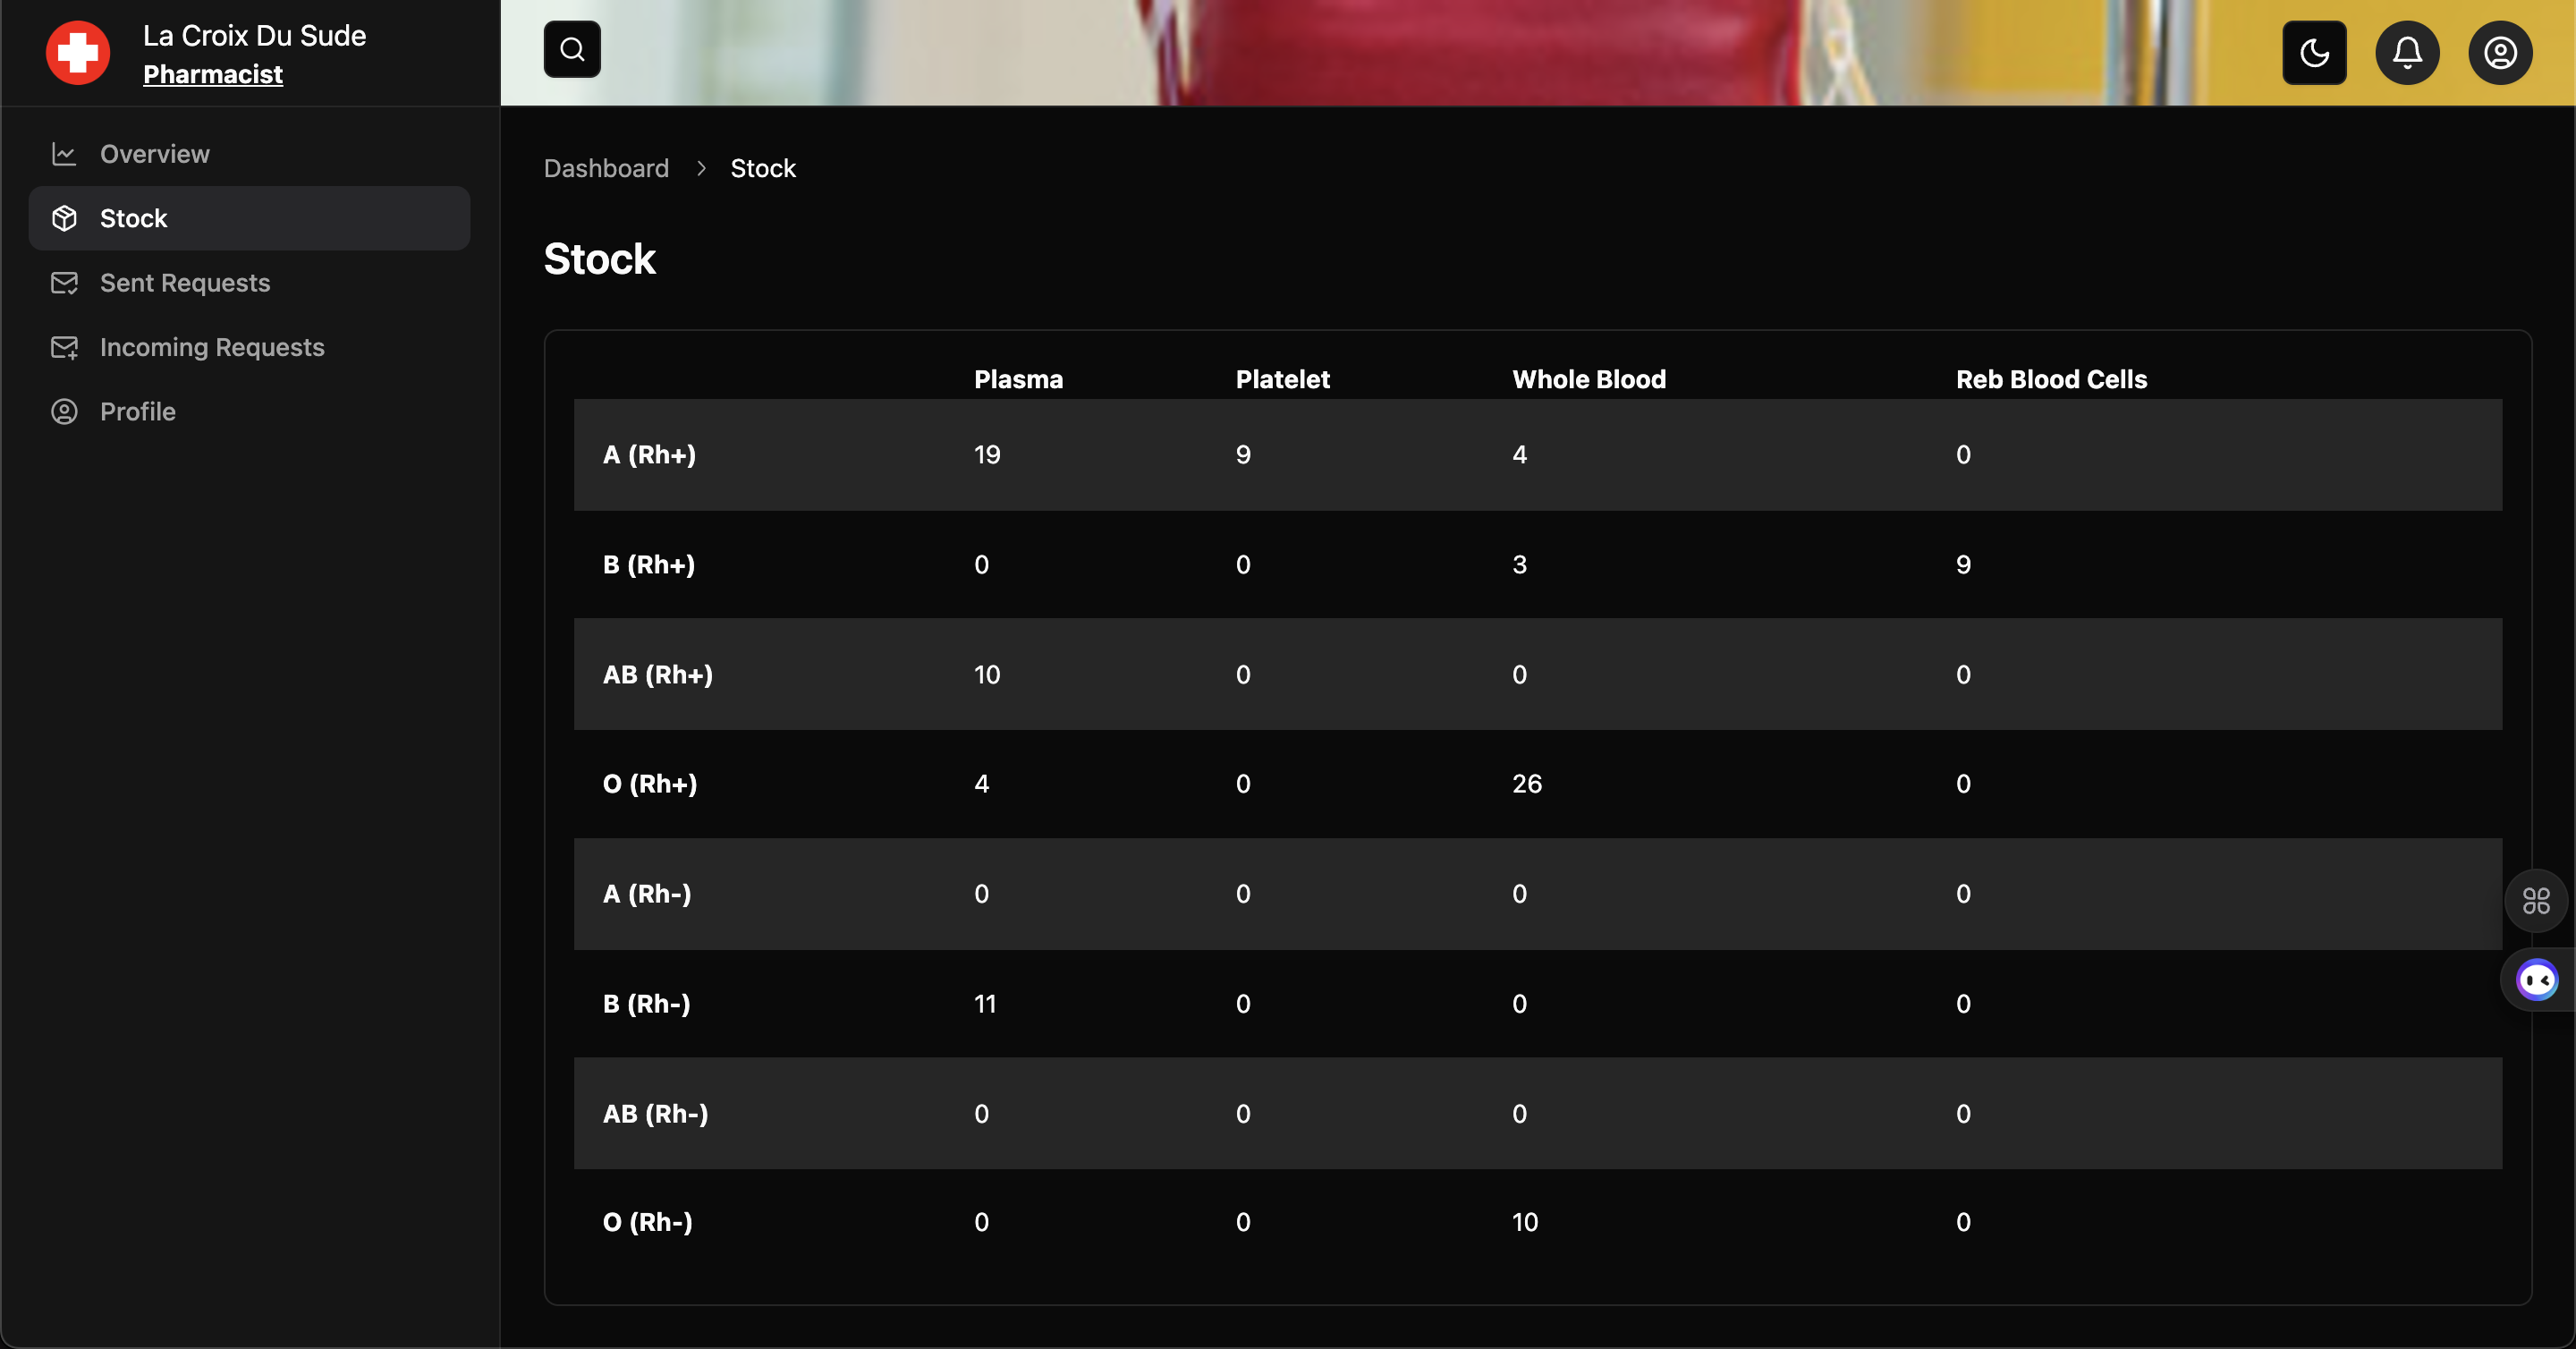 La Croix Du Sude
Pharmacist
Overview
Stock
Sent Requests
Incoming Requests
Profile
Dashboard > Stock
Stock
Plasma Platelet Whole Blood Reb Blood Cells
A (Rh+) 19 9 4 0
B (Rh+) 0 0 3 9
AB (Rh+) 10 0 0 0
O (Rh+) 4 0 26 0
A (Rh-) 0 0 0 0
B (Rh-) 11 0 0 0
AB (Rh-) 0 0 0 0
O (Rh-) 0 0 10 0